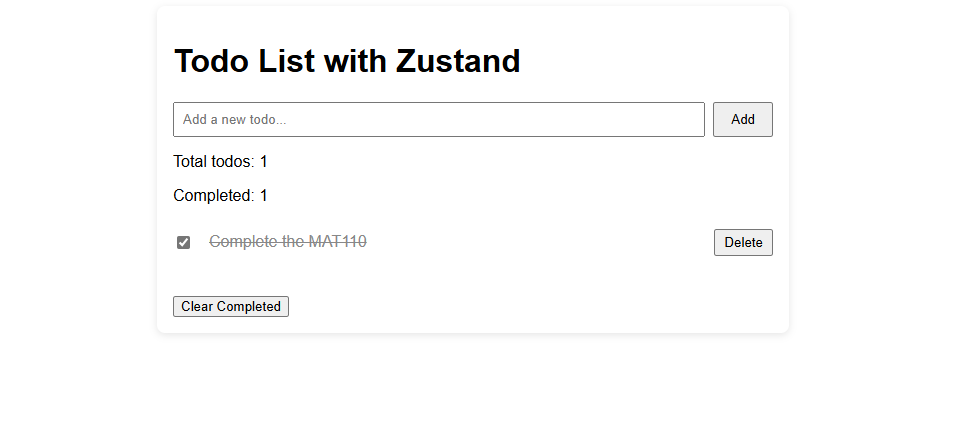 Todo List with Zustand
Add a new todo...
Add
Total todos: 1
Completed: 1
Complete the MAT110
Delete
Clear Completed